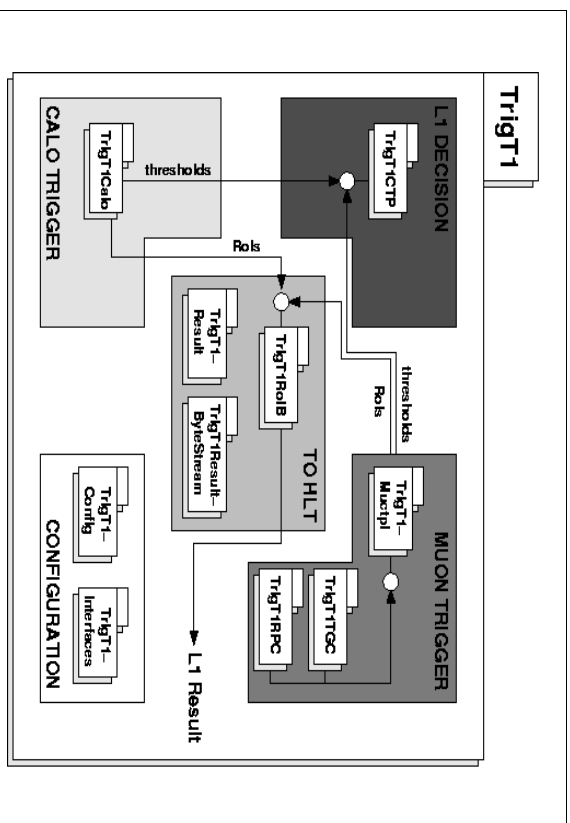 TrigT1
L1 DECISION
MUON TRIGGER
TrigT1CTP
thresholds
RoIs
TrigT1–
Muctpi
TrigT1TGC
TrigT1RPC
TO HLT
TrigT1RoIB
RoIs
thresholds
TrigT1–
Result
TrigT1Result–
ByteStream
L1 Result
TrigT1Calo
CALO TRIGGER
TrigT1–
Config
TrigT1–
Interfaces
CONFIGURATION